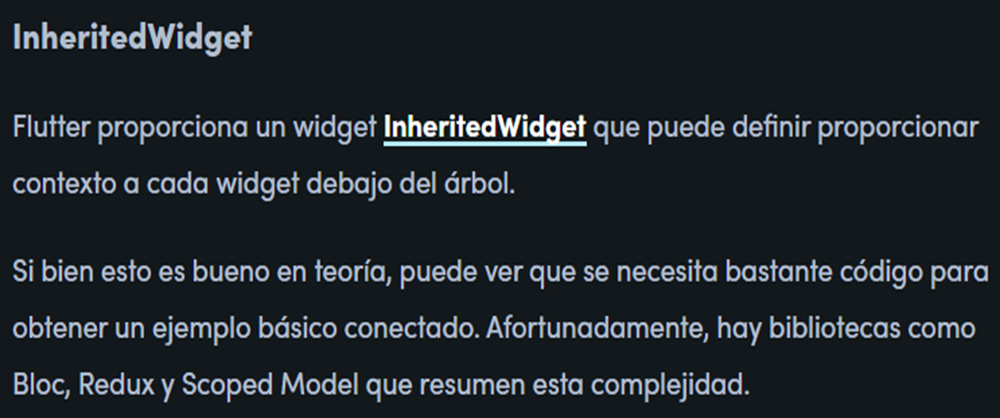 InheritedWidget
Flutter proporciona un widget InheritedWidget que puede definir proporcionar
contexto a cada widget debajo del árbol.
Si bien esto es bueno en teoría, puede ver que se necesita bastante código para
obtener un ejemplo básico conectado. Afortunadamente, hay bibliotecas como
Bloc, Redux y Scoped Model que resumen esta complejidad.